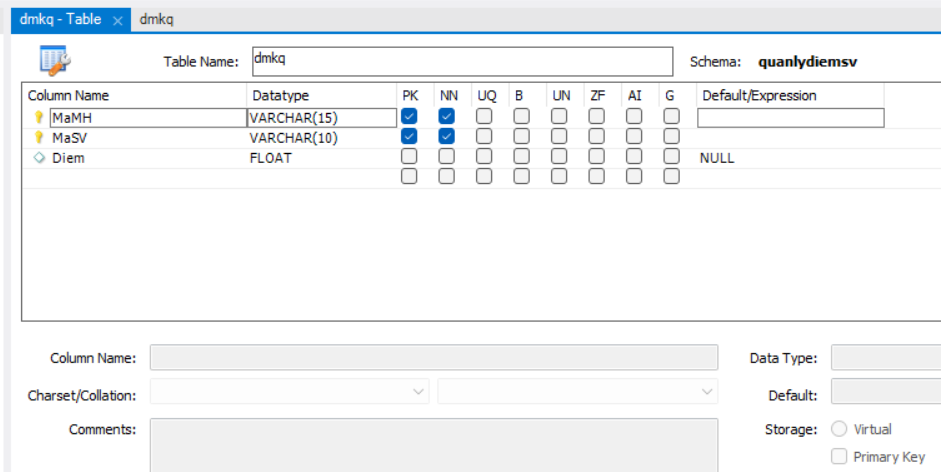 dmkq - Table × dmkq
Table Name: dmkq Schema: quanlydiemsv
Column Name Datatype PK NN UQ B UN ZF AI G Default/Expression
MaMH VARCHAR(15)
MaSV VARCHAR(10)
Diem FLOAT NULL
Column Name: Data Type:
Charset/Collation: Default:
Comments: Storage: Virtual
Primary Key